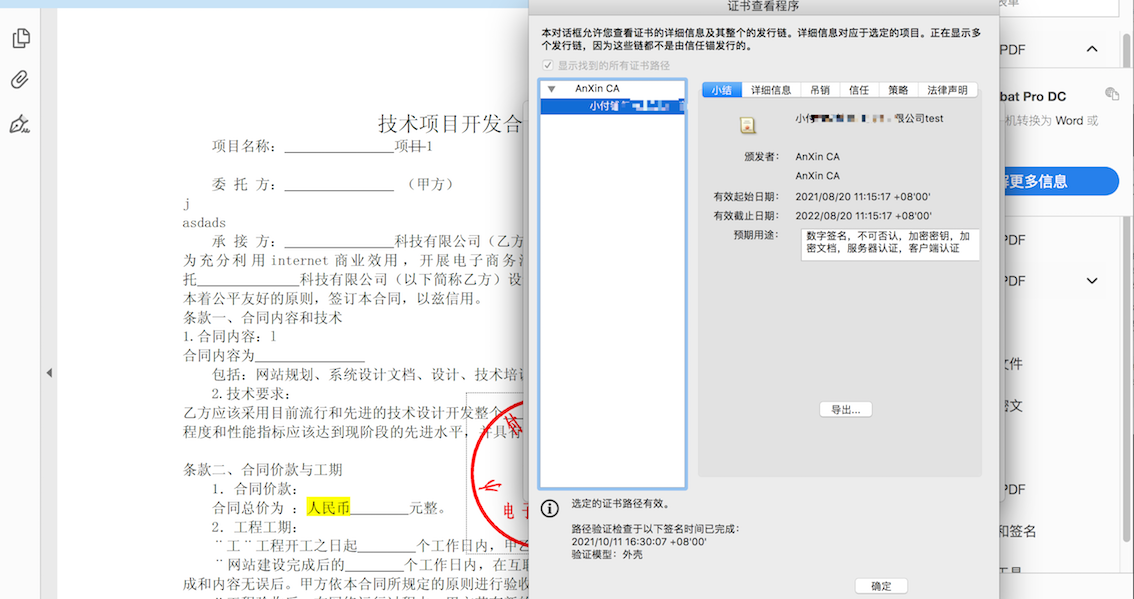 证书查看程序
本对话框允许您查看证书的详细信息及其整个的发行链。详细信息对应于选定的项目。正在显示多
个发行链，因为这些链都不是由信任锚发行的。
显示找到的所有证书路径
AnXin CA
小付
小结
详细信息
吊销
信任
策略
法律声明
小付
限公司test
颁发者：
AnXin CA
AnXin CA
有效起始日期：
2021/08/20 11:15:17 +08'00'
有效截止日期：
2022/08/20 11:15:17 +08'00'
预期用途：
数字签名，不可否认，加密密钥，加
密文档，服务器认证，客户端认证
导出...
选定的证书路径有效。
路径验证检查于以下签名时间已完成：
2021/10/11 16:30:07 +08'00'
验证模型：外壳
确定
技术项目开发合
项目名称：_______________项目1
委 托 方：_______________ （甲方）
j
asdads
承 接 方：_______________科技有限公司（乙方
为充分利用internet商业效用，开展电子商务
托______________科技有限公司（以下简称乙方）设
本着公平友好的原则，签订本合同，以兹信用。
条款一、合同内容和技术
1.合同内容：1
合同内容为_______________
包括：网站规划、系统设计文档、设计、技术培
2.技术要求：
乙方应该采用目前流行和先进的技术设计开发整个
程度和性能指标应该达到现阶段的先进水平，并具有
条款二、合同价款与工期
1. 合同价款：
合同总价为 ：人民币________元整。
2. 工程工期：
¨工¨工程开工之日起________个工作日内，甲乙
¨网站建设完成后的________个工作日内，在互联
成和内容无误后。甲方依本合同所规定的原则进行验收
电子
PDF
bat Pro DC
机转换为 Word 或
解更多信息
PDF
PDF
文件
密文
PDF
和签名
工具